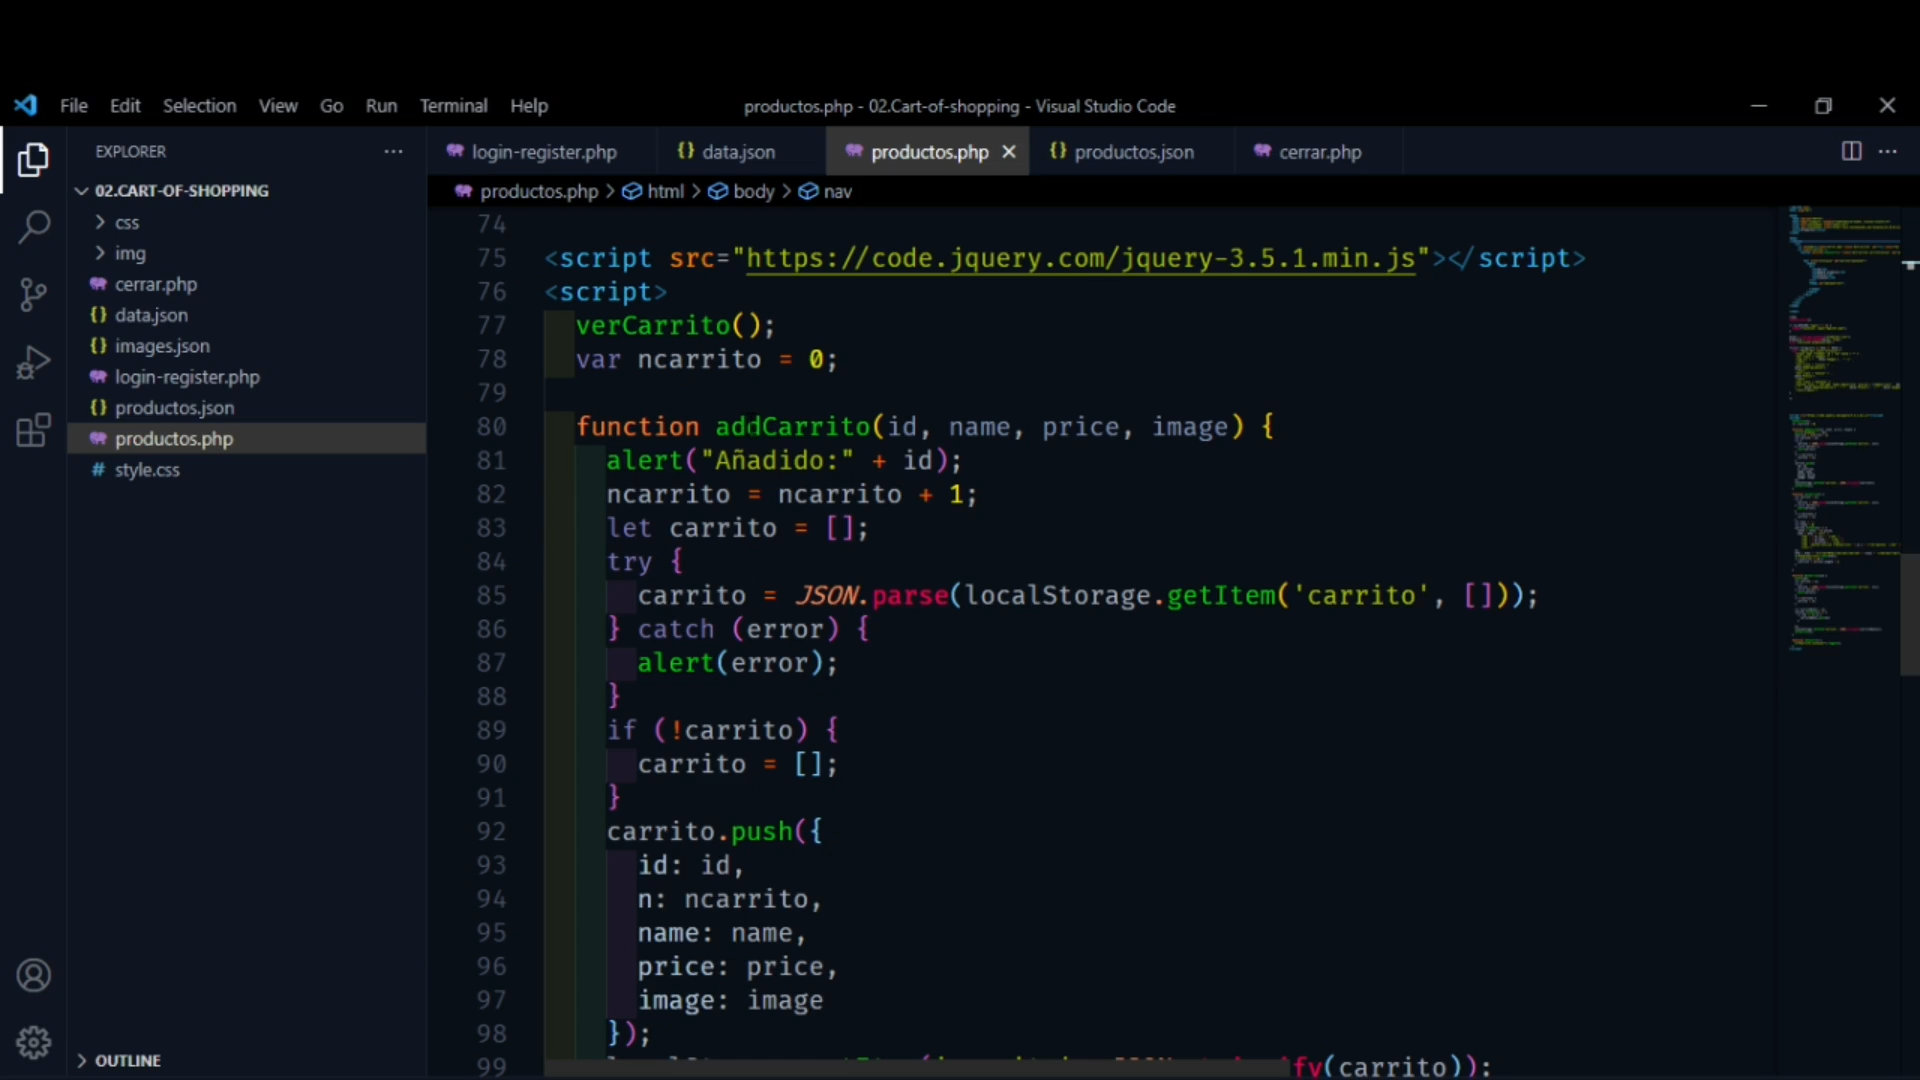 File Edit Selection View Go Run Terminal Help
productos.php - 02.Cart-of-shopping - Visual Studio Code
EXPLORER
login-register.php
data.json
productos.php
productos.json
cerrar.php
02.CART-OF-SHOPPING
productos.php > html > body > nav
css
img
cerrar.php
data.json
images.json
login-register.php
productos.json
productos.php
style.css
OUTLINE
74
75 <script src="https://code.jquery.com/jquery-3.5.1.min.js"></script>
76 <script>
77 verCarrito();
78 var ncarrito = 0;
79
80 function addCarrito(id, name, price, image) {
81 alert("Añadido:" + id);
82 ncarrito = ncarrito + 1;
83 let carrito = [];
84 try {
85 carrito = JSON.parse(localStorage.getItem('carrito', []));
86 } catch (error) {
87 alert(error);
88 }
89 if (!carrito) {
90 carrito = [];
91 }
92 carrito.push({
93 id: id,
94 n: ncarrito,
95 name: name,
96 price: price,
97 image: image
98 });
99 (carrito));